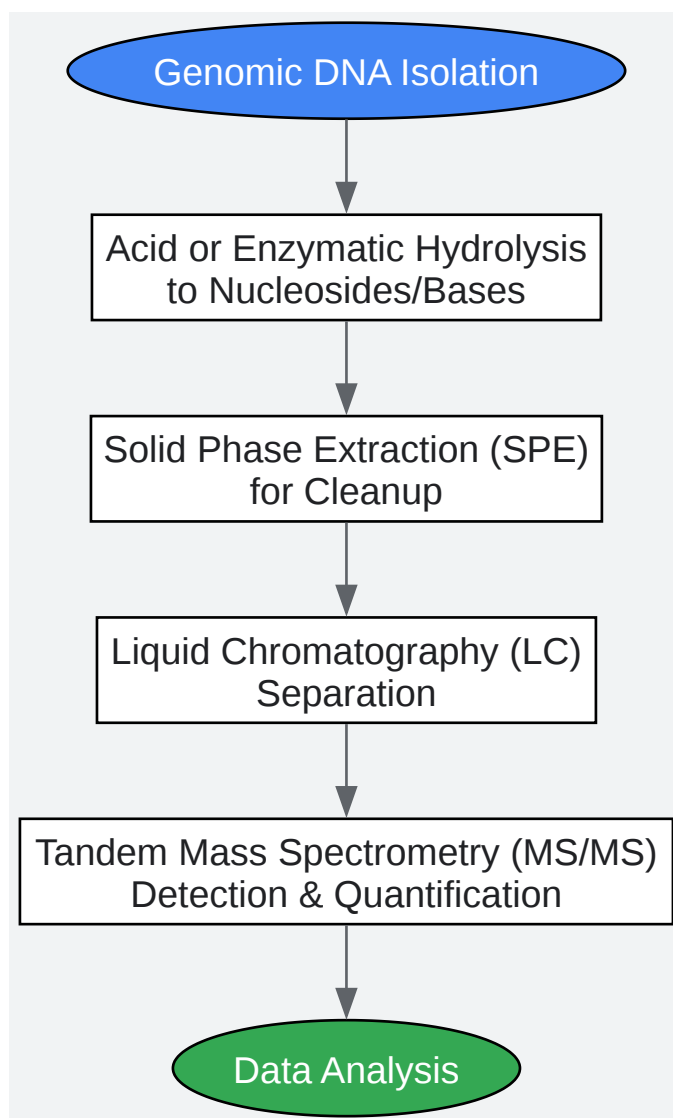 Genomic DNA Isolation
Acid or Enzymatic Hydrolysis
to Nucleosides/Bases
Solid Phase Extraction (SPE)
for Cleanup
Liquid Chromatography (LC)
Separation
Tandem Mass Spectrometry (MS/MS)
Detection & Quantification
Data Analysis